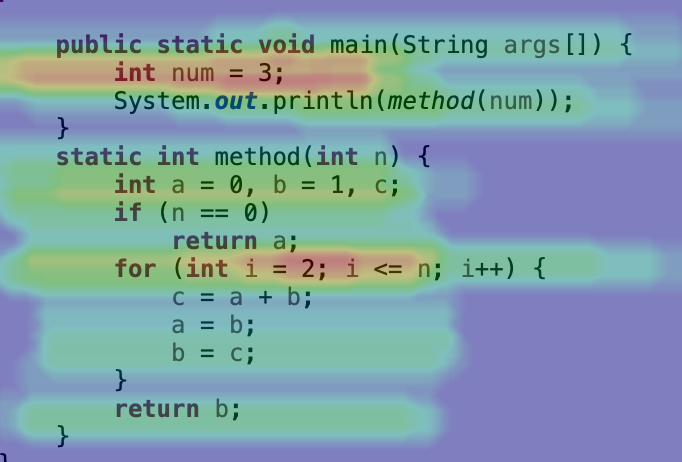 public static void main(String args[]) {
int num = 3;
System.out.println(method(num));
}
static int method(int n) {
int a = 0, b = 1, c;
if (n == 0)
return a;
for (int i = 2; i <= n; i++) {
c = a + b;
a = b;
b = c;
}
return b;
}
}